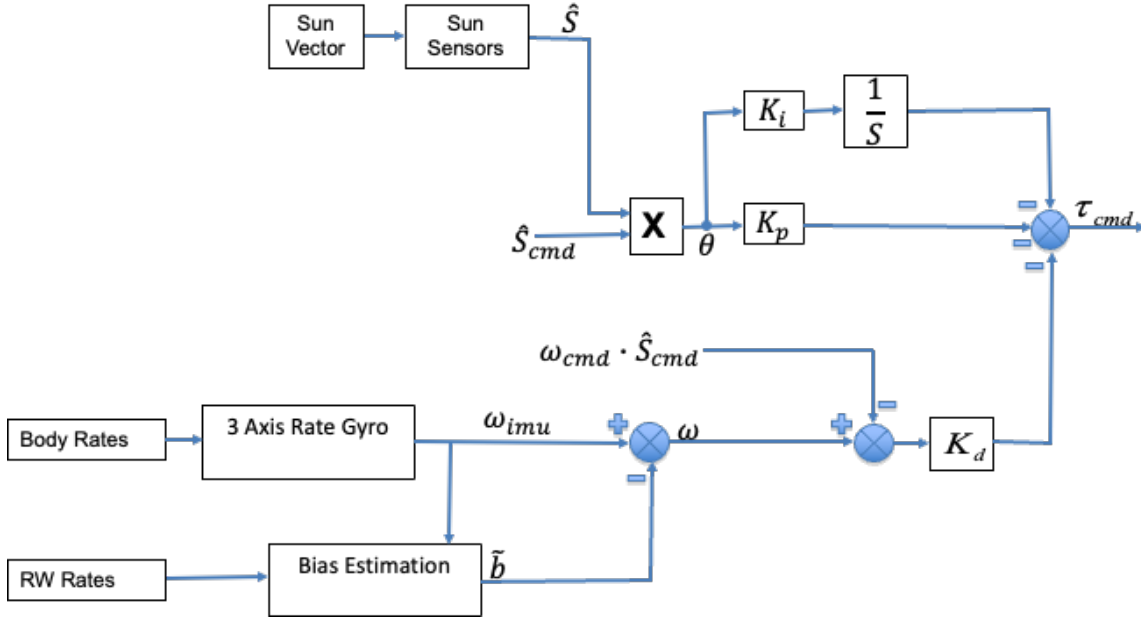 Sun
Vector
Sun
Sensors
Ŝ
K_i
1
S
X
Ŝ_cmd
θ
K_p
−
−
−
τ_cmd
ω_cmd · Ŝ_cmd
−
Body Rates
3 Axis Rate Gyro
ω_imu
+
−
ω
+
K_d
RW Rates
Bias Estimation
b̃